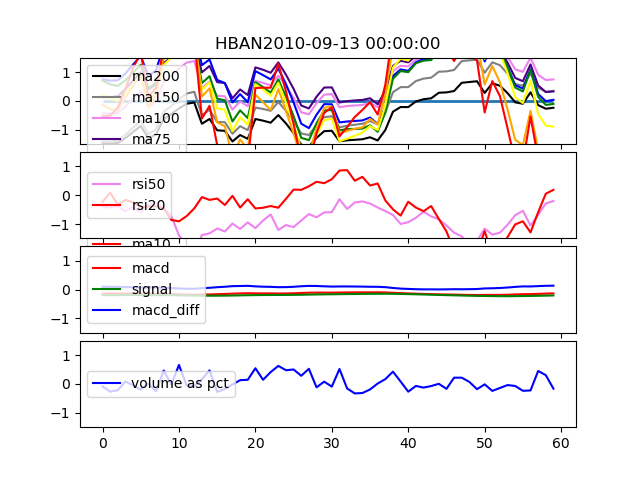 HBAN2010-09-13 00:00:00
1
0
−1
ma200
ma150
ma100
ma75
1
0
−1
rsi50
rsi20
ma10
1
0
−1
macd
signal
macd_diff
1
0
−1
volume as pct
0 10 20 30 40 50 60